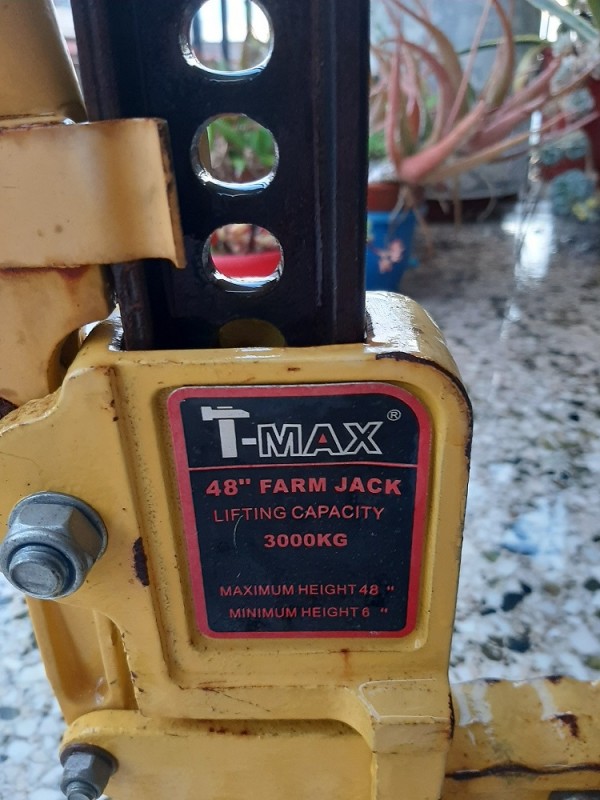 T-MAX®
48" FARM JACK
LIFTING CAPACITY
3000KG
MAXIMUM HEIGHT 48 "
MINIMUM HEIGHT 6 "